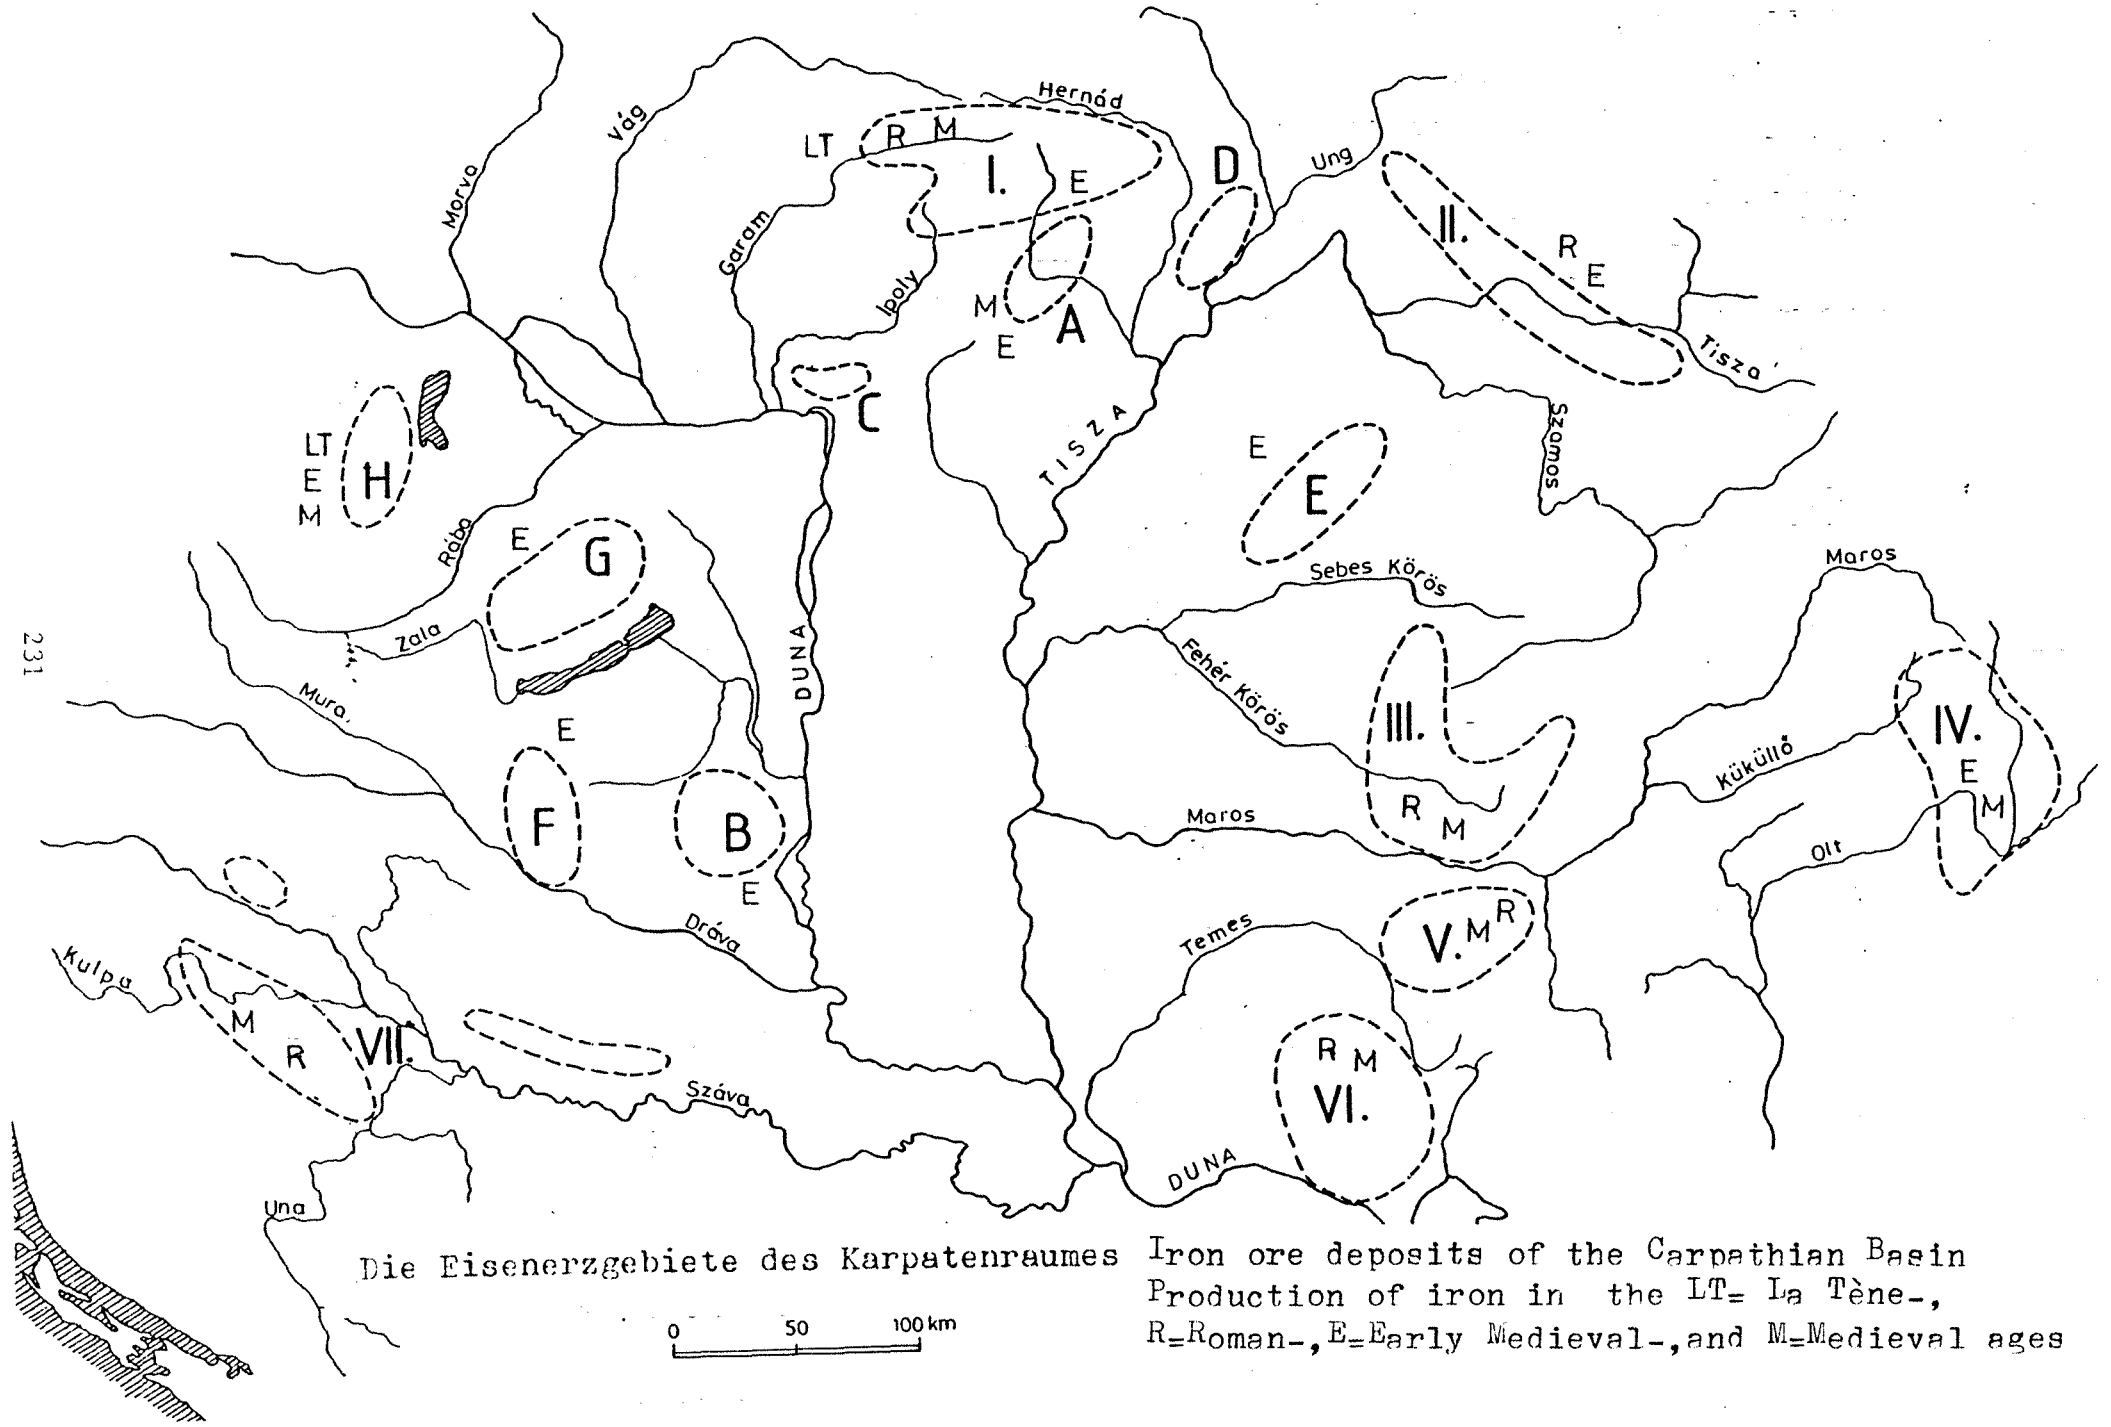 Hernád
Vág
LT
R
M
I.
E
D
Ung
Morva
Garam
Ipoly
II.
R
E
M
E
A
Tisza
C
TISZA
Szamos
LT
E
M
H
E
E
Rába
E
G
Sebes Körös
Maros
Zala
DUNA
Fehér Körös
231
Mura
E
III.
IV.
E
M
Küküllő
F
B
E
Maros
R
M
Olt
Dráva
Temes
V.
M
R
Kulpa
M
R
VII.
R
M
VI.
Száva
DUNA
Una
Die Eisenerzgebiete des Karpatenraumes
0 50 100 km
Iron ore deposits of the Carpathian Basin
Production of iron in the LT= La Tène-,
R=Roman-,E=Early Medieval-,and M=Medieval ages